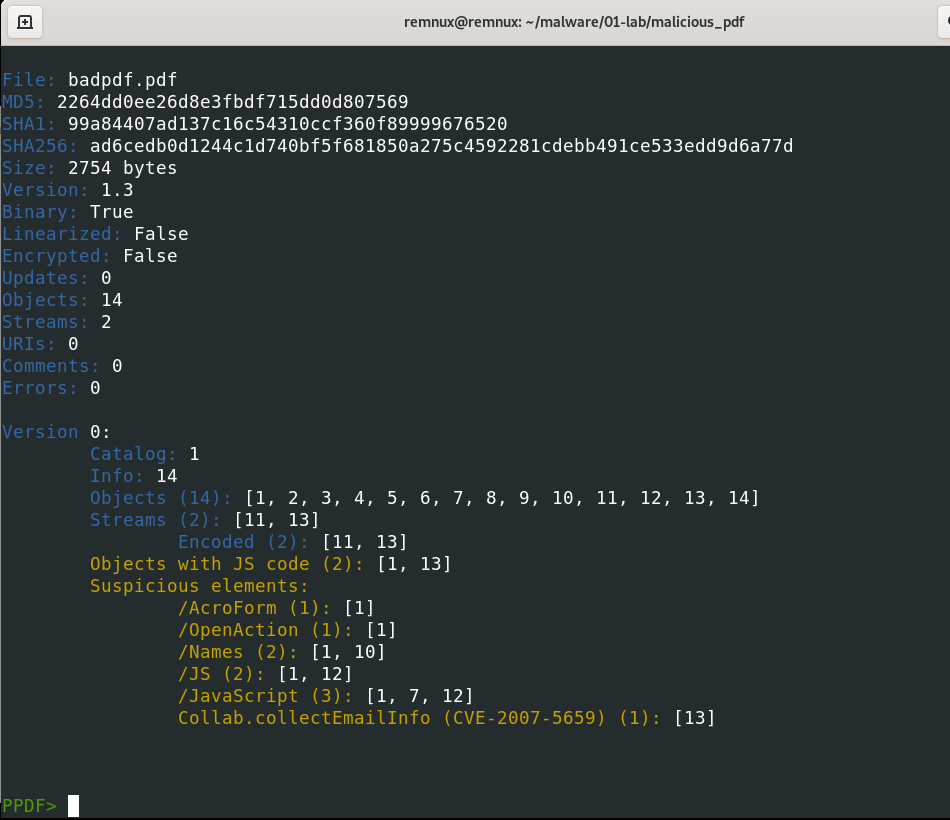 remnux@remnux: ~/malware/01-lab/malicious_pdf
File: badpdf.pdf
MD5: 2264dd0ee26d8e3fbdf715dd0d807569
SHA1: 99a84407ad137c16c54310ccf360f89999676520
SHA256: ad6cedb0d1244c1d740bf5f681850a275c4592281cdebb491ce533edd9d6a77d
Size: 2754 bytes
Version: 1.3
Binary: True
Linearized: False
Encrypted: False
Updates: 0
Objects: 14
Streams: 2
URIs: 0
Comments: 0
Errors: 0
Version 0:
Catalog: 1
Info: 14
Objects (14): [1, 2, 3, 4, 5, 6, 7, 8, 9, 10, 11, 12, 13, 14]
Streams (2): [11, 13]
Encoded (2): [11, 13]
Objects with JS code (2): [1, 13]
Suspicious elements:
/AcroForm (1): [1]
/OpenAction (1): [1]
/Names (2): [1, 10]
/JS (2): [1, 12]
/JavaScript (3): [1, 7, 12]
Collab.collectEmailInfo (CVE-2007-5659) (1): [13]
PPDF>